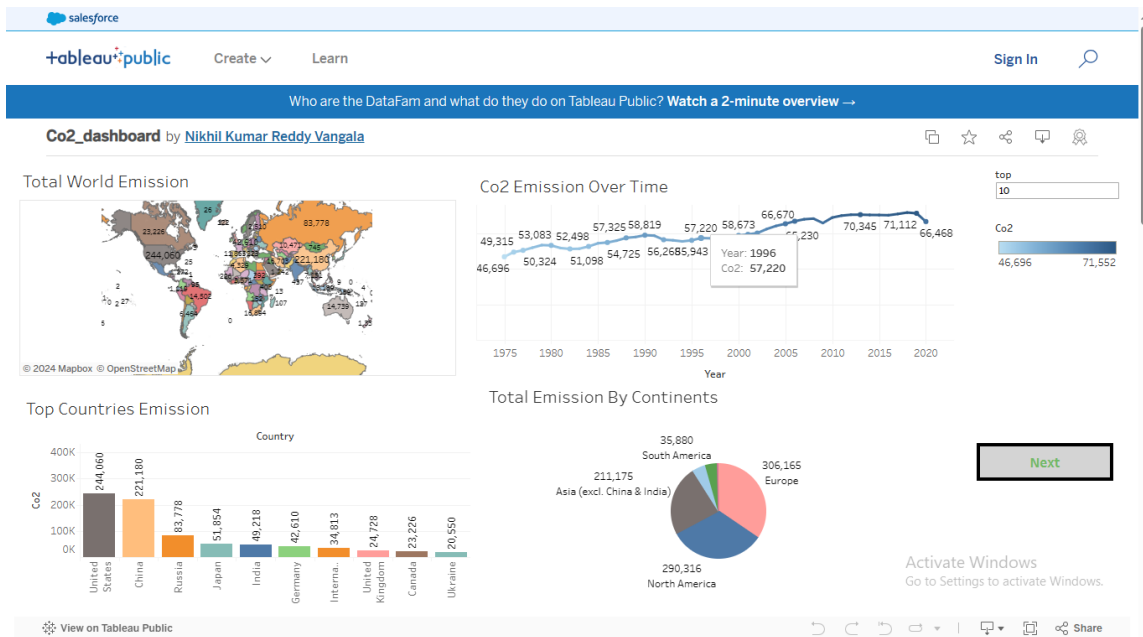 salesforce
+ableau public
Create
Learn
Sign In
Who are the DataFam and what do they do on Tableau Public? Watch a 2-minute overview →
Co2_dashboard by Nikhil Kumar Reddy Vangala
Total World Emission
26
23,226
83,778
244,060
221,180
14,802
14,739
107
© 2024 Mapbox © OpenStreetMap
Co2 Emission Over Time
46,696
49,315
53,083
50,324
52,498
51,098
57,325
54,725
58,819
57,220
58,673
66,670
70,345
71,112
66,468
Year: 1996
Co2: 57,220
1975 1980 1985 1990 1995 2000 2005 2010 2015 2020
Year
top
10
Co2
46,696 71,552
Top Countries Emission
Country
Co2
400K
300K
200K
100K
0K
244,060
221,180
83,778
51,854
49,218
42,610
34,813
24,728
23,226
20,550
United States
China
Russia
Japan
India
Germany
Interna..
United Kingdom
Canada
Ukraine
Total Emission By Continents
35,880
South America
306,165
Europe
211,175
Asia (excl. China & India)
290,316
North America
Next
Activate Windows
Go to Settings to activate Windows.
View on Tableau Public
Share